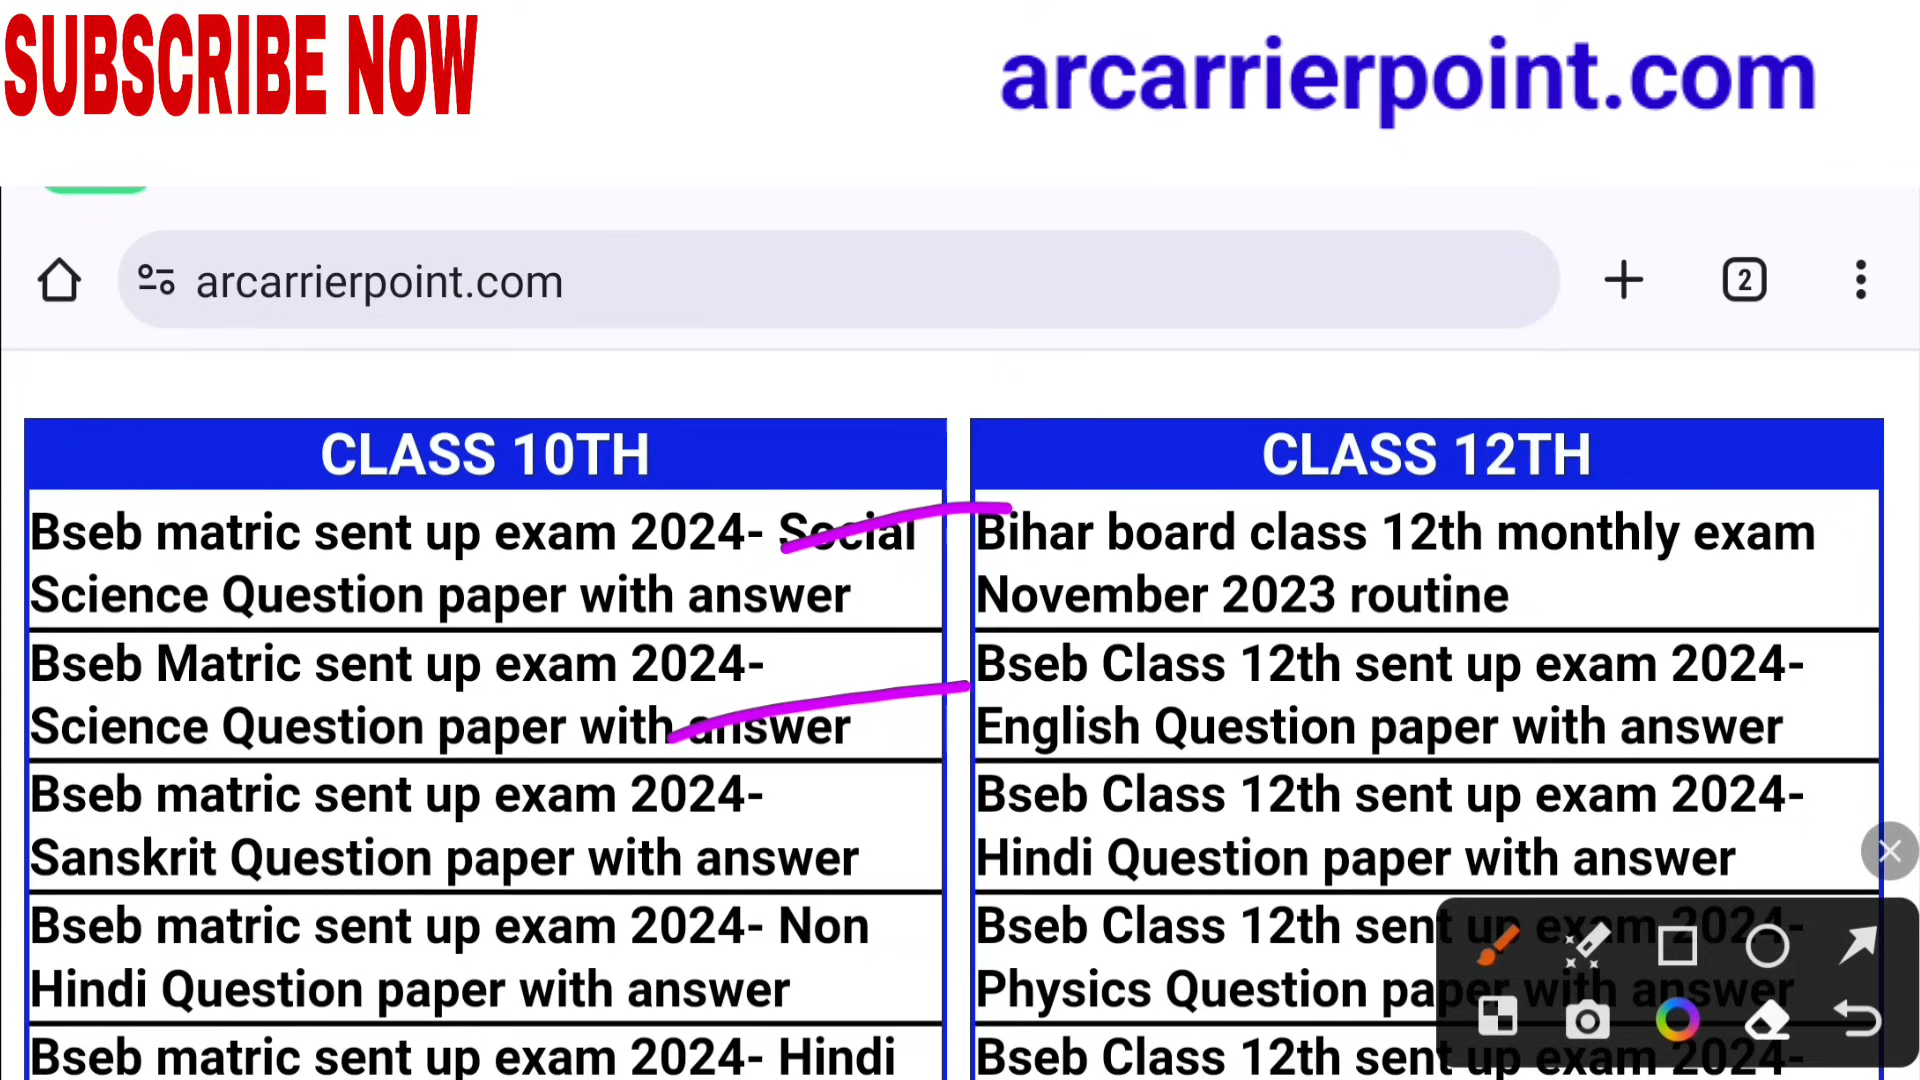 SUBSCRIBE NOW
arcarrierpoint.com
arcarrierpoint.com
2
CLASS 10TH
Bseb matric sent up exam 2024- Social
Science Question paper with answer
Bseb Matric sent up exam 2024-
Science Question paper with answer
Bseb matric sent up exam 2024-
Sanskrit Question paper with answer
Bseb matric sent up exam 2024- Non
Hindi Question paper with answer
Bseb matric sent up exam 2024- Hindi
CLASS 12TH
Bihar board class 12th monthly exam
November 2023 routine
Bseb Class 12th sent up exam 2024-
English Question paper with answer
Bseb Class 12th sent up exam 2024-
Hindi Question paper with answer
Bseb Class 12th sent up exam 2024-
Physics Question paper with answer
Bseb Class 12th sent up exam 2024-